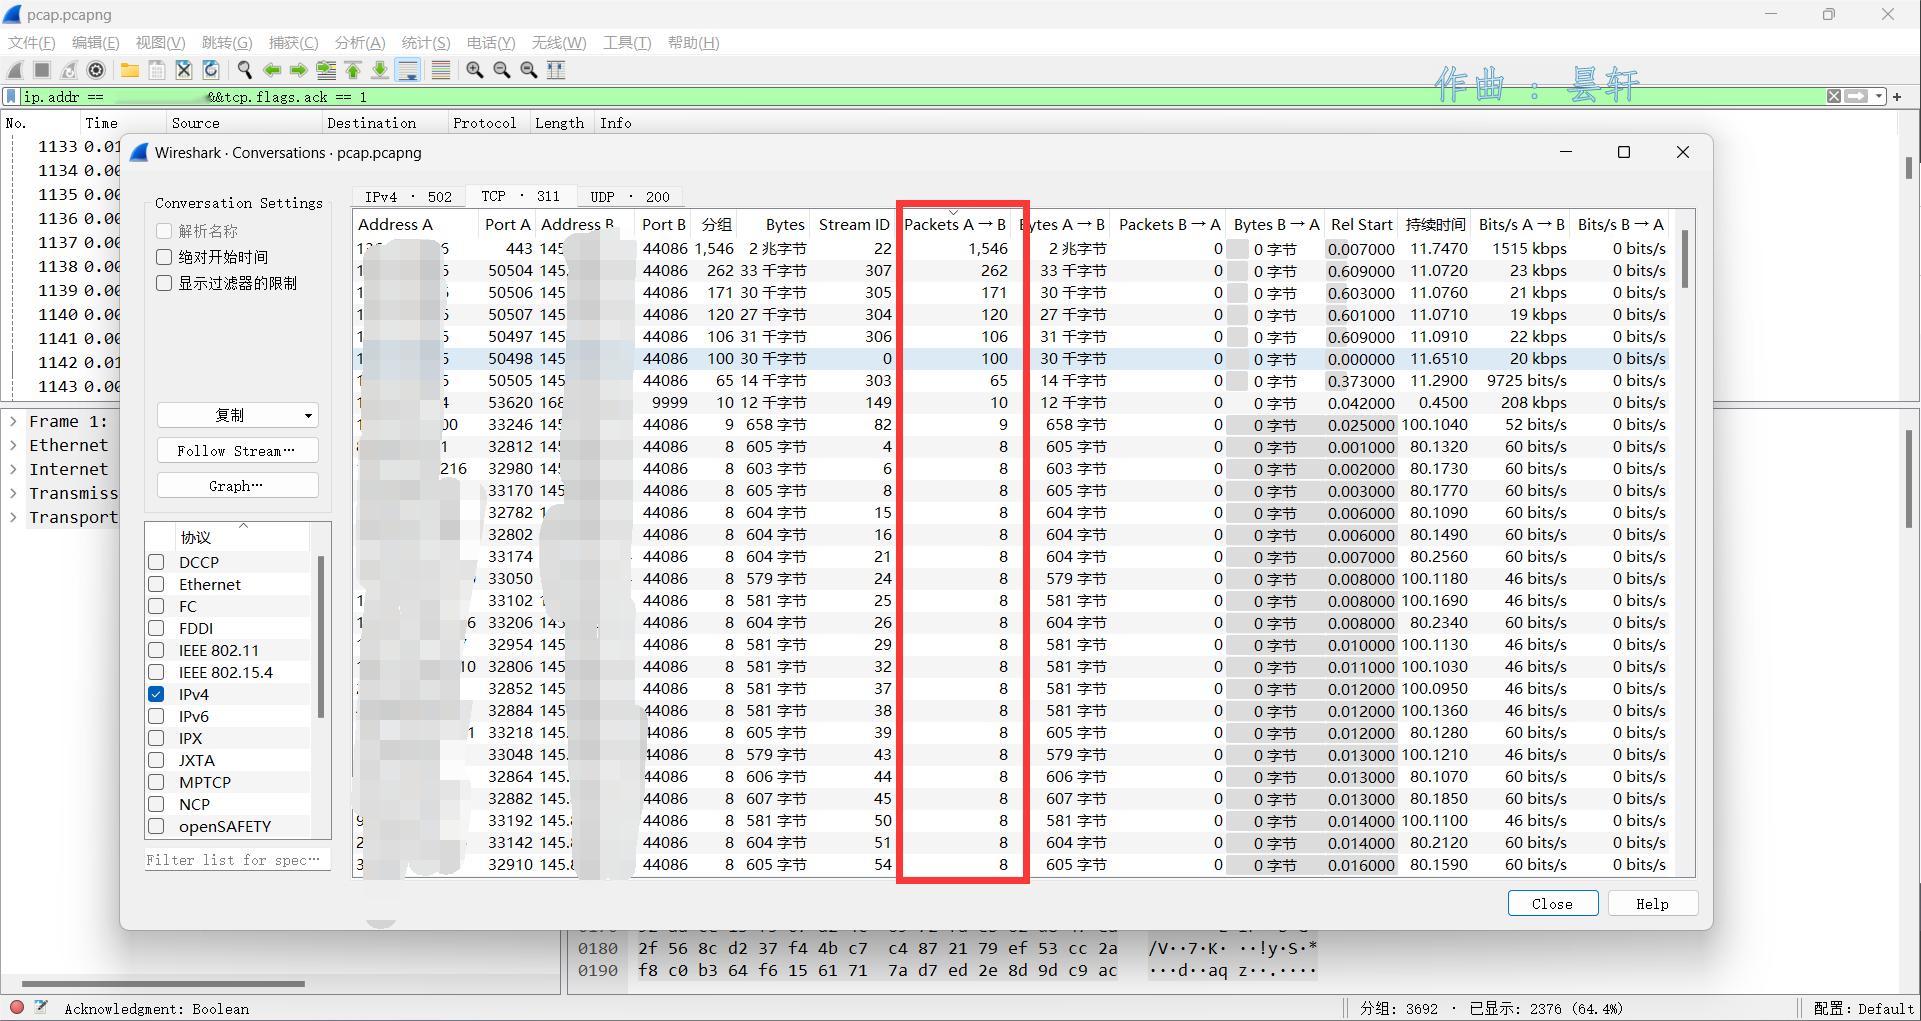 pcap.pcapng
文件(F) 编辑(E) 视图(V) 跳转(G) 捕获(C) 分析(A) 统计(S) 电话(Y) 无线(W) 工具(T) 帮助(H)
作曲 : 昙轩
ip.addr == &&tcp.flags.ack == 1
No. Time Source Destination Protocol Length Info
1133 0.01
1134 0.00
1135 0.00
1136 0.00
1137 0.00
1138 0.00
1139 0.00
1140 0.00
1141 0.00
1142 0.01
1143 0.00
Frame 1:
Ethernet
Internet
Transmiss
Transport
Wireshark · Conversations · pcap.pcapng
Conversation Settings
解析名称
绝对开始时间
显示过滤器的限制
复制
Follow Stream…
Graph…
协议
DCCP
Ethernet
FC
FDDI
IEEE 802.11
IEEE 802.15.4
IPv4
IPv6
IPX
JXTA
MPTCP
NCP
openSAFETY
Filter list for spec…
IPv4 · 502 TCP · 311 UDP · 200
Address A Port A Address B Port B 分组 Bytes Stream ID Packets A → B Bytes A → B Packets B → A Bytes B → A Rel Start 持续时间 Bits/s A → B Bits/s B → A
443 145 44086 1,546 2 兆字节 22 1,546 2 兆字节 0 0 字节 0.007000 11.7470 1515 kbps 0 bits/s
50504 145. 44086 262 33 千字节 307 262 33 千字节 0 0 字节 0.609000 11.0720 23 kbps 0 bits/s
50506 145. 44086 171 30 千字节 305 171 30 千字节 0 0 字节 0.603000 11.0760 21 kbps 0 bits/s
50507 145. 44086 120 27 千字节 304 120 27 千字节 0 0 字节 0.601000 11.0710 19 kbps 0 bits/s
50497 145. 44086 106 31 千字节 306 106 31 千字节 0 0 字节 0.609000 11.0910 22 kbps 0 bits/s
50498 145. 44086 100 30 千字节 0 100 30 千字节 0 0 字节 0.000000 11.6510 20 kbps 0 bits/s
50505 145. 44086 65 14 千字节 303 65 14 千字节 0 0 字节 0.373000 11.2900 9725 bits/s 0 bits/s
53620 168 9999 10 12 千字节 149 10 12 千字节 0 0 字节 0.042000 0.4500 208 kbps 0 bits/s
00 33246 145. 44086 9 658 字节 82 9 658 字节 0 0 字节 0.025000 100.1040 52 bits/s 0 bits/s
1 32812 145 44086 8 605 字节 4 8 605 字节 0 0 字节 0.001000 80.1320 60 bits/s 0 bits/s
216 32980 145 44086 8 603 字节 6 8 603 字节 0 0 字节 0.002000 80.1730 60 bits/s 0 bits/s
33170 145 44086 8 605 字节 8 8 605 字节 0 0 字节 0.003000 80.1770 60 bits/s 0 bits/s
32782 44086 8 604 字节 15 8 604 字节 0 0 字节 0.006000 80.1090 60 bits/s 0 bits/s
32802 44086 8 604 字节 16 8 604 字节 0 0 字节 0.006000 80.1490 60 bits/s 0 bits/s
33174 44086 8 604 字节 21 8 604 字节 0 0 字节 0.007000 80.2560 60 bits/s 0 bits/s
33050 44086 8 579 字节 24 8 579 字节 0 0 字节 0.008000 100.1180 46 bits/s 0 bits/s
33102 44086 8 581 字节 25 8 581 字节 0 0 字节 0.008000 100.1690 46 bits/s 0 bits/s
6 33206 145 44086 8 604 字节 26 8 604 字节 0 0 字节 0.008000 80.2340 60 bits/s 0 bits/s
32954 145. 44086 8 581 字节 29 8 581 字节 0 0 字节 0.010000 100.1130 46 bits/s 0 bits/s
10 32806 145. 44086 8 581 字节 32 8 581 字节 0 0 字节 0.011000 100.1030 46 bits/s 0 bits/s
32852 145. 44086 8 581 字节 37 8 581 字节 0 0 字节 0.012000 100.0950 46 bits/s 0 bits/s
32884 145 44086 8 581 字节 38 8 581 字节 0 0 字节 0.012000 100.1360 46 bits/s 0 bits/s
1 33218 145. 44086 8 605 字节 39 8 605 字节 0 0 字节 0.012000 80.1280 60 bits/s 0 bits/s
33048 145. 44086 8 579 字节 43 8 579 字节 0 0 字节 0.013000 100.1210 46 bits/s 0 bits/s
32864 145. 44086 8 606 字节 44 8 606 字节 0 0 字节 0.013000 80.1070 60 bits/s 0 bits/s
32882 145. 44086 8 607 字节 45 8 607 字节 0 0 字节 0.013000 80.1850 60 bits/s 0 bits/s
33192 145.8 44086 8 581 字节 50 8 581 字节 0 0 字节 0.014000 100.1100 46 bits/s 0 bits/s
33142 145.8 44086 8 604 字节 51 8 604 字节 0 0 字节 0.014000 80.2120 60 bits/s 0 bits/s
32910 145.8 44086 8 605 字节 54 8 605 字节 0 0 字节 0.016000 80.1590 60 bits/s 0 bits/s
Close Help
0180 2f 56 8c d2 37 f4 4b c7 c4 87 21 79 ef 53 cc 2a /V··7·K· ··!y·S·*
0190 f8 c0 b3 64 f6 15 61 71 7a d7 ed 2e 8d 9d c9 ac ···d··aq z··.····
Acknowledgment: Boolean
分组: 3692 · 已显示: 2376 (64.4%)
配置: Default